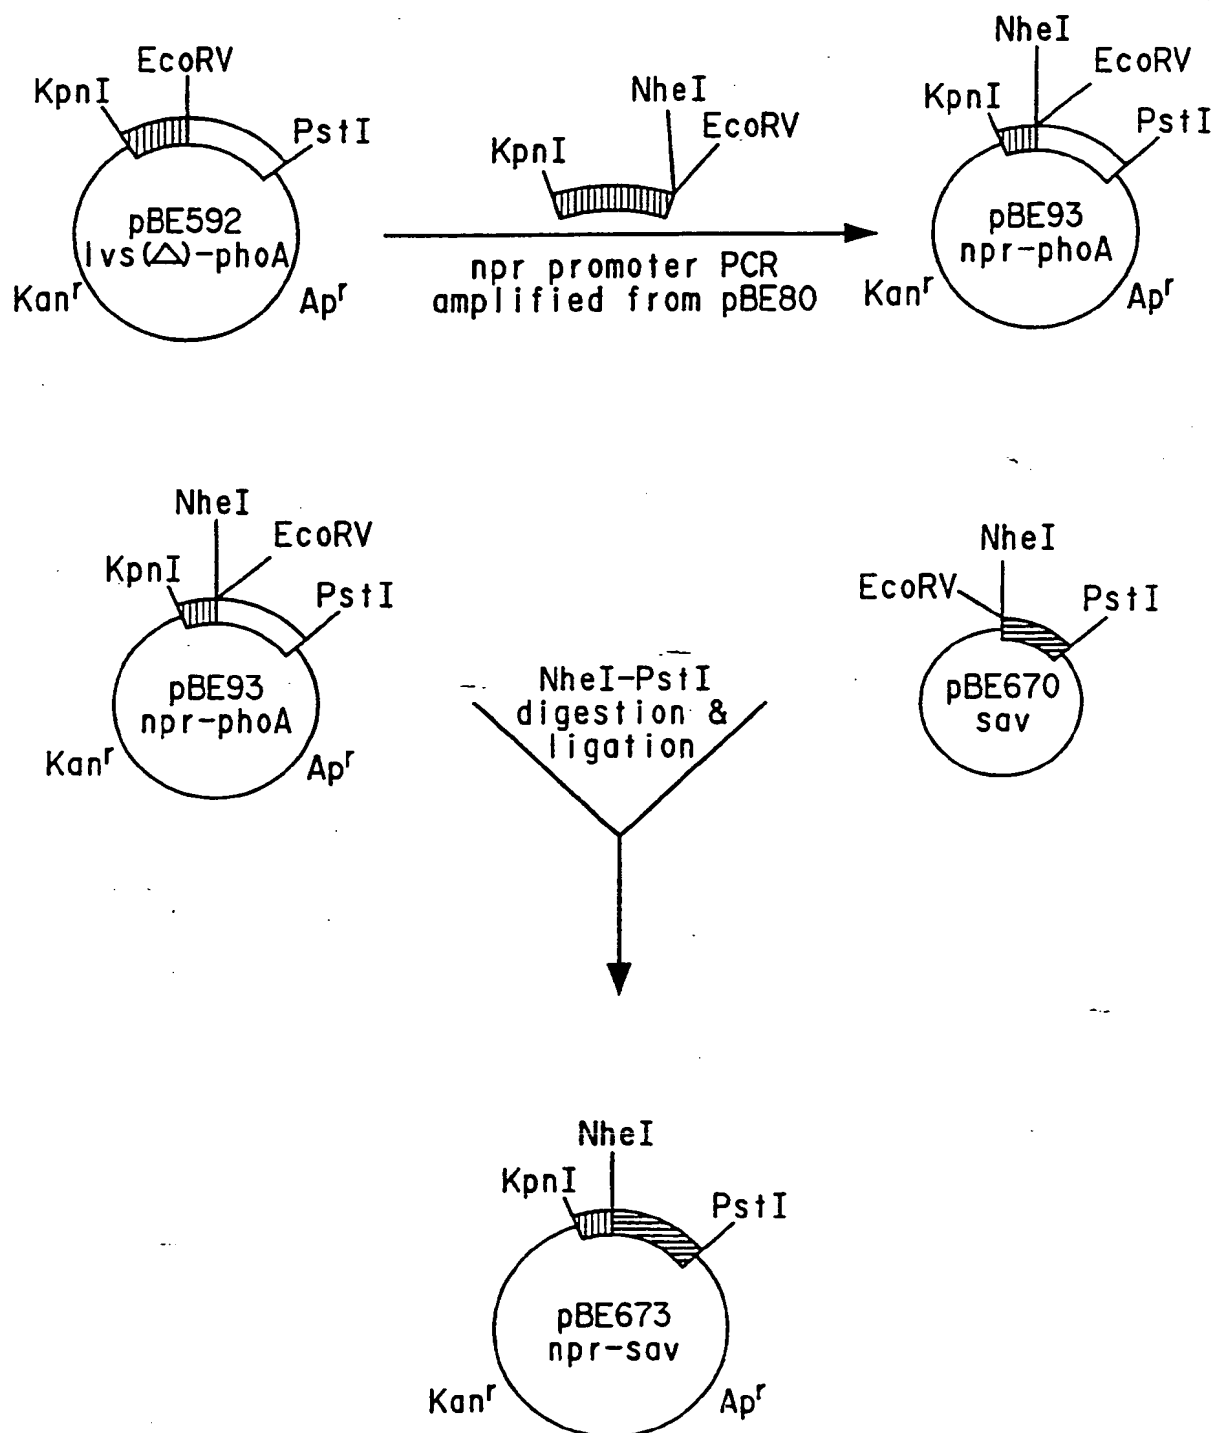 EcoRV
KpnI
PstI
pBE592
lvs(△)-phoA
Kanʳ
Apʳ
KpnI
NheI
EcoRV
npr promoter PCR
amplified from pBE80
NheI
EcoRV
KpnI
PstI
pBE93
npr-phoA
Kanʳ
Apʳ
NheI
EcoRV
KpnI
PstI
pBE93
npr-phoA
Kanʳ
Apʳ
NheI-PstI
digestion &
ligation
NheI
EcoRV
PstI
pBE670
sav
NheI
KpnI
PstI
pBE673
npr-sav
Kanʳ
Apʳ